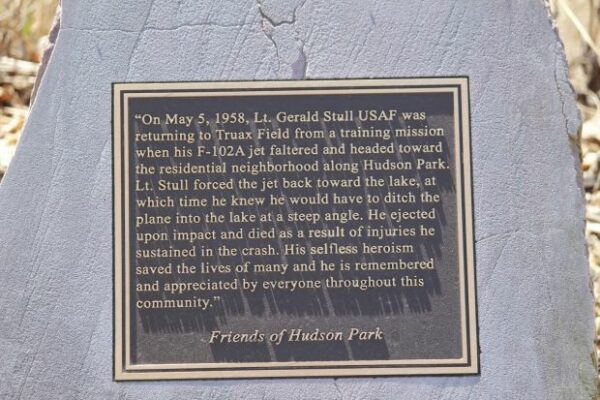 “On May 5, 1958, Lt. Gerald Stull USAF was
returning to Truax Field from a training mission
when his F-102A jet faltered and headed toward
the residential neighborhood along Hudson Park.
Lt. Stull forced the jet back toward the lake, at
which time he knew he would have to ditch the
plane into the lake at a steep angle. He ejected
upon impact and died as a result of injuries he
sustained in the crash. His selfless heroism
saved the lives of many and he is remembered
and appreciated by everyone throughout this
community.”
Friends of Hudson Park